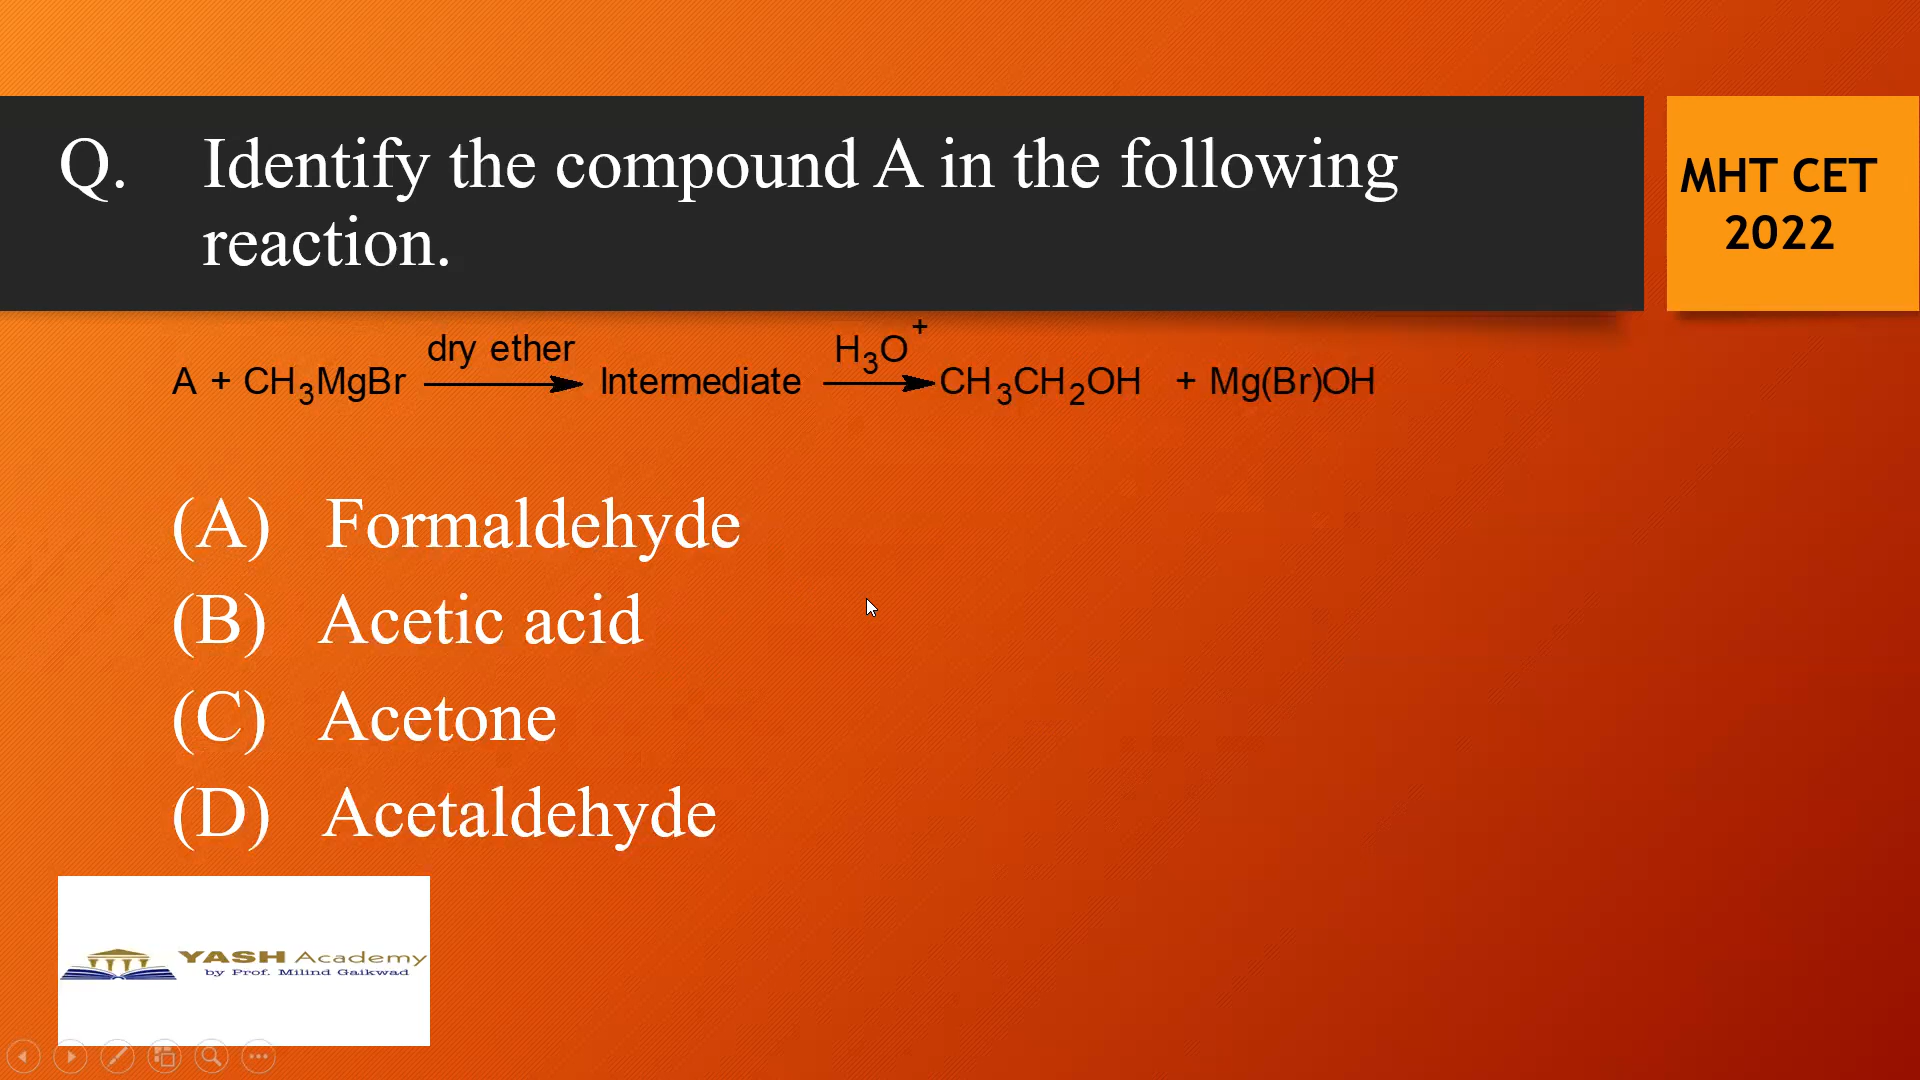 Q. Identify the compound A in the following
reaction.
MHT CET
2022
A + CH₃MgBr dry ether Intermediate H₃O⁺ CH₃CH₂OH + Mg(Br)OH
(A) Formaldehyde
(B) Acetic acid
(C) Acetone
(D) Acetaldehyde
YASH Academy
by Prof. Milind Gaikwad